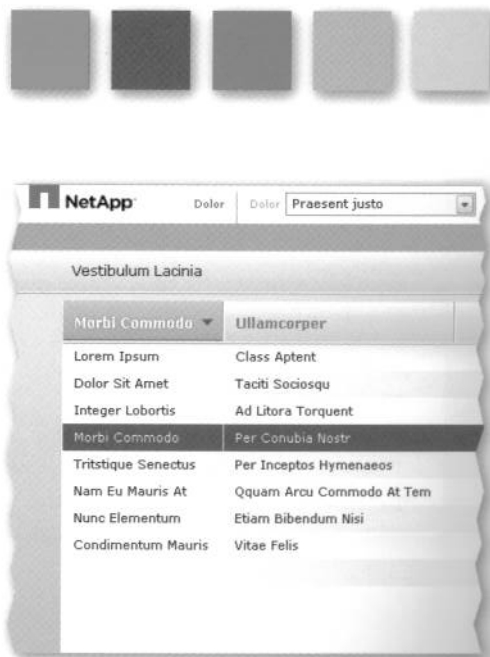 NetApp Dolor Dolor Praesent justo
Vestibulum Lacinia
Morbi Commodo Ullamcorper
Lorem Ipsum Class Aptent
Dolor Sit Amet Taciti Sociosqu
Integer Lobortis Ad Litora Torquent
Morbi Commodo Per Conubia Nostr
Tritstique Senectus Per Inceptos Hymenaeos
Nam Eu Mauris At Qquam Arcu Commodo At Tem
Nunc Elementum Etiam Bibendum Nisi
Condimentum Mauris Vitae Felis